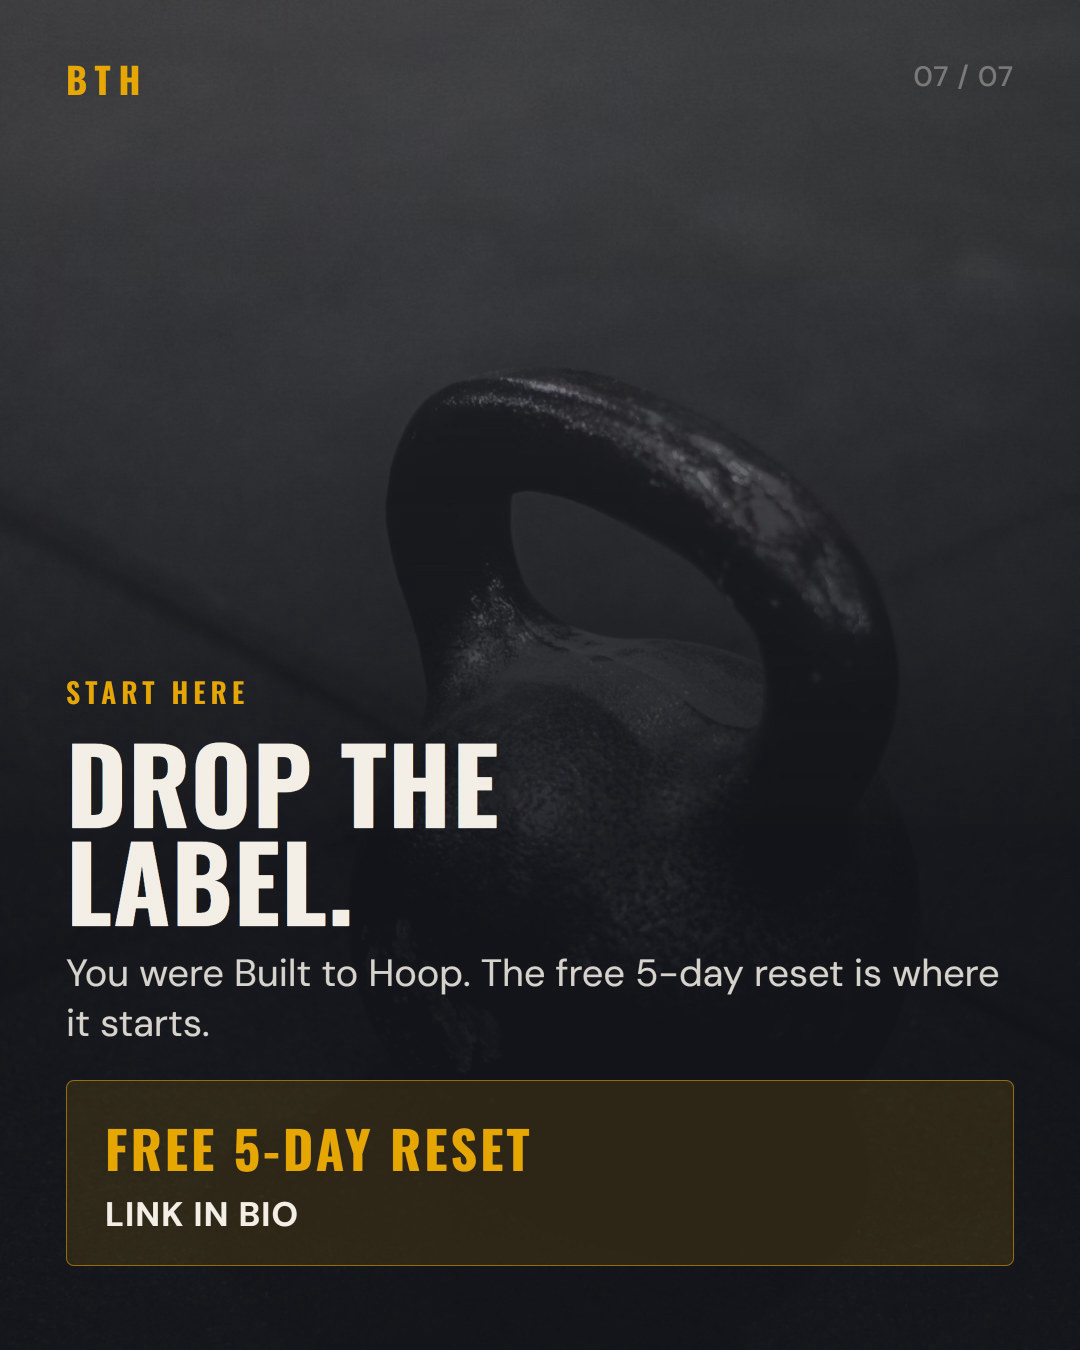 BTH
07 / 07
START HERE
DROP THE
LABEL.
You were Built to Hoop. The free 5-day reset is where
it starts.
FREE 5-DAY RESET
LINK IN BIO